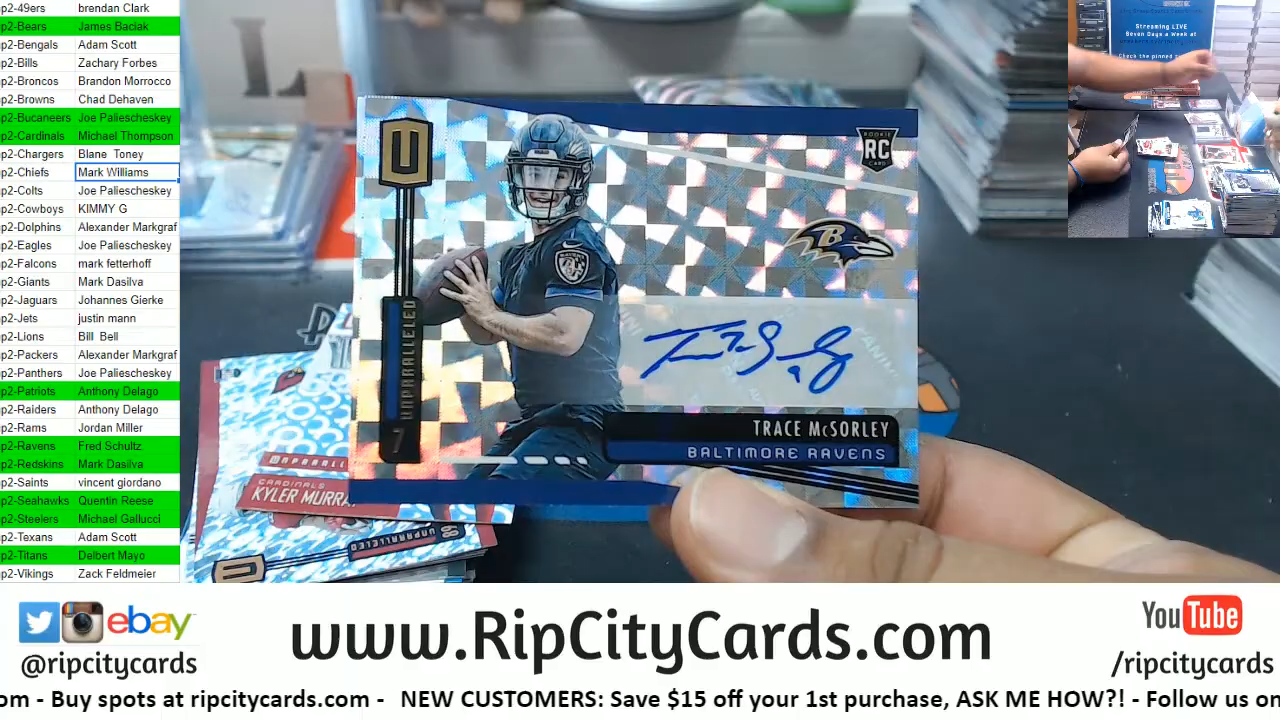 p2-49ers brendan Clark
p2-Bears James Baciak
p2-Bengals Adam Scott
p2-Bills Zachary Forbes
p2-Broncos Brandon Morrocco
p2-Browns Chad Dehaven
p2-Bucaneers Joe Paliescheskey
p2-Cardinals Michael Thompson
p2-Chargers Blane Toney
p2-Chiefs Mark Williams
p2-Colts Joe Paliescheskey
p2-Cowboys KIMMY G
p2-Dolphins Alexander Markgraf
p2-Eagles Joe Paliescheskey
p2-Falcons mark fetterhoff
p2-Giants Mark Dasilva
p2-Jaguars Johannes Gierke
p2-Jets justin mann
p2-Lions Bill Bell
p2-Packers Alexander Markgraf
p2-Panthers Joe Paliescheskey
p2-Patriots Anthony Delago
p2-Raiders Anthony Delago
p2-Rams Jordan Miller
p2-Ravens Fred Schultz
p2-Redskins Mark Dasilva
p2-Saints vincent giordano
p2-Seahawks Quentin Reese
p2-Steelers Michael Gallucci
p2-Texans Adam Scott
p2-Titans Delbert Mayo
p2-Vikings Zack Feldmeier
U
UNPARALLELED
7
ROOKIE
RC
CARD
B
PANINI
TRACE McSORLEY
BALTIMORE RAVENS
UNPARALL
CARDINALS
KYLER MURRA
UNPARALLELED
U
Streaming LIVE
Seven Days a Week at
Check the pinned
ebay
@ripcitycards
www.RipCityCards.com
YouTube
/ripcitycards
om - Buy spots at ripcitycards.com - NEW CUSTOMERS: Save $15 off your 1st purchase, ASK ME HOW?! - Follow us on